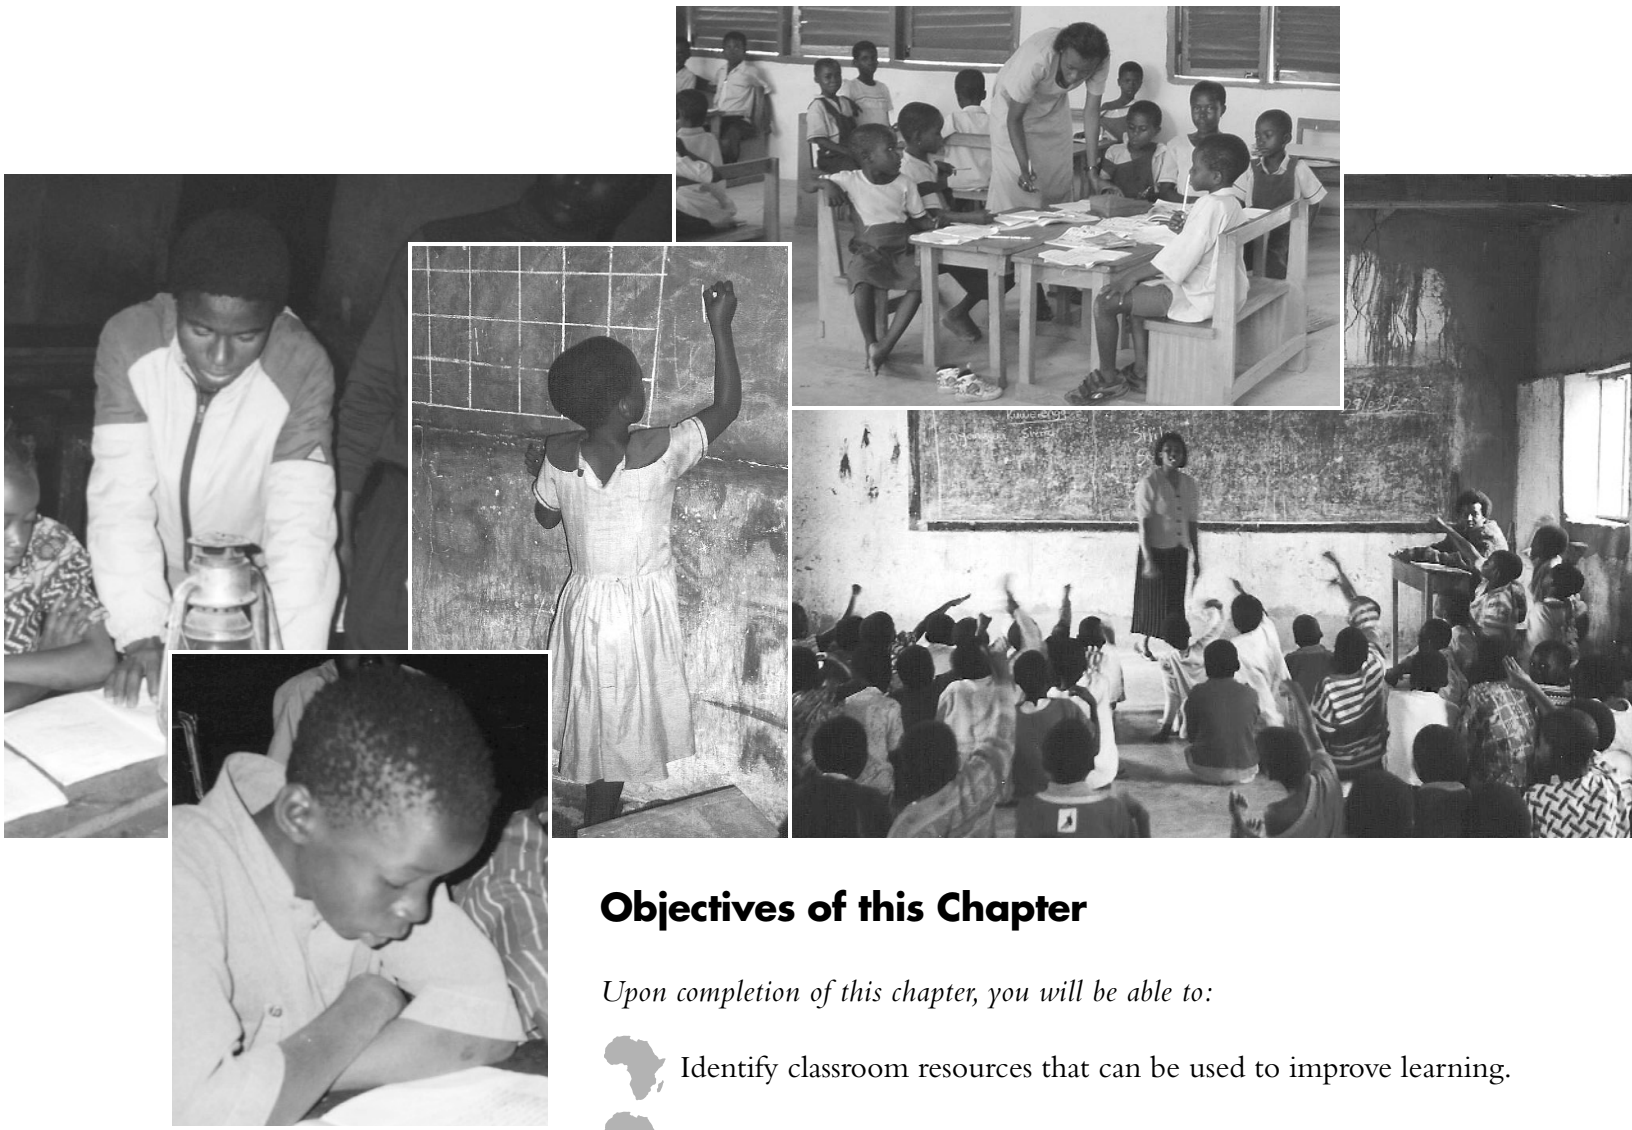 Objectives of this Chapter
Upon completion of this chapter, you will be able to:
Identify classroom resources that can be used to improve learning.